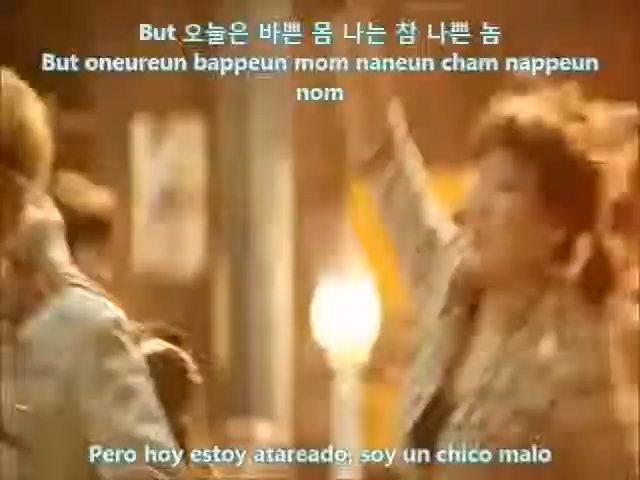 But 오늘은 바쁜 몸 나는 참 나쁜 놈
But oneureun bappeun mom naneun cham nappeun
nom
Pero hoy estoy atareado, soy un chico malo